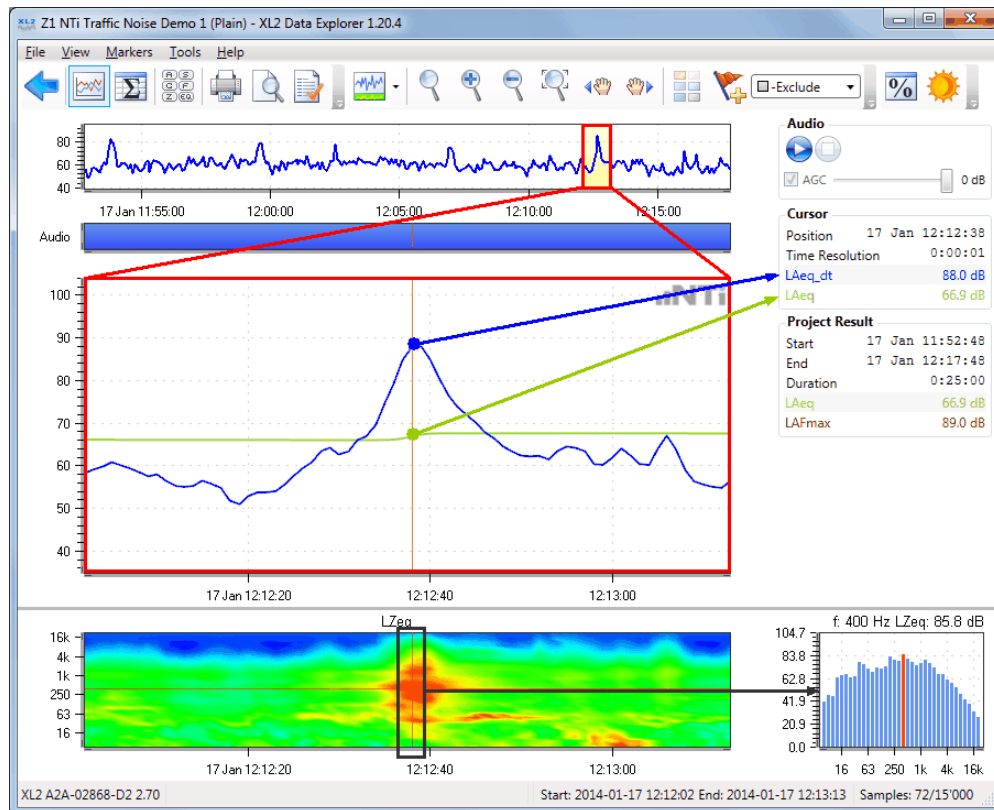 XL2 Z1 NTi Traffic Noise Demo 1 (Plain) - XL2 Data Explorer 1.20.4
File View Markers Tools Help
A S
C F
Z EQ
-Exclude
%
80
60
40
17 Jan 11:55:00 12:00:00 12:05:00 12:10:00 12:15:00
Audio
100
90
80
70
60
50
40
NTi
17 Jan 12:12:20 12:12:40 12:13:00
Audio
AGC 0 dB
Cursor
Position 17 Jan 12:12:38
Time Resolution 0:00:01
LAeq_dt 88.0 dB
LAeq 66.9 dB
Project Result
Start 17 Jan 11:52:48
End 17 Jan 12:17:48
Duration 0:25:00
LAeq 66.9 dB
LAFmax 89.0 dB
LZeq
16k
4k
1k
250
63
16
17 Jan 12:12:20 12:12:40 12:13:00
f: 400 Hz LZeq: 85.8 dB
104.7
83.8
62.8
41.9
20.9
0.0
16 63 250 1k 4k 16k
XL2 A2A-02868-D2 2.70 Start: 2014-01-17 12:12:02 End: 2014-01-17 12:13:13 Samples: 72/15'000